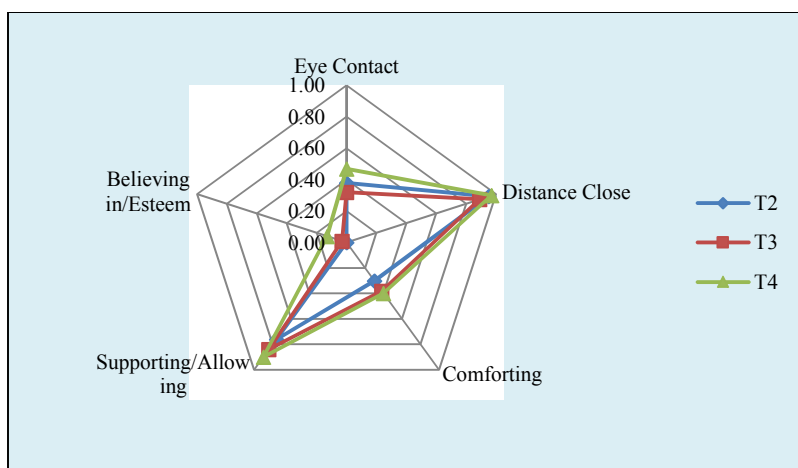 Eye Contact
1.00
0.80
0.60
0.40
0.20
0.00
Distance Close
Comforting
Supporting/Allow
ing
Believing
in/Esteem
T2
T3
T4